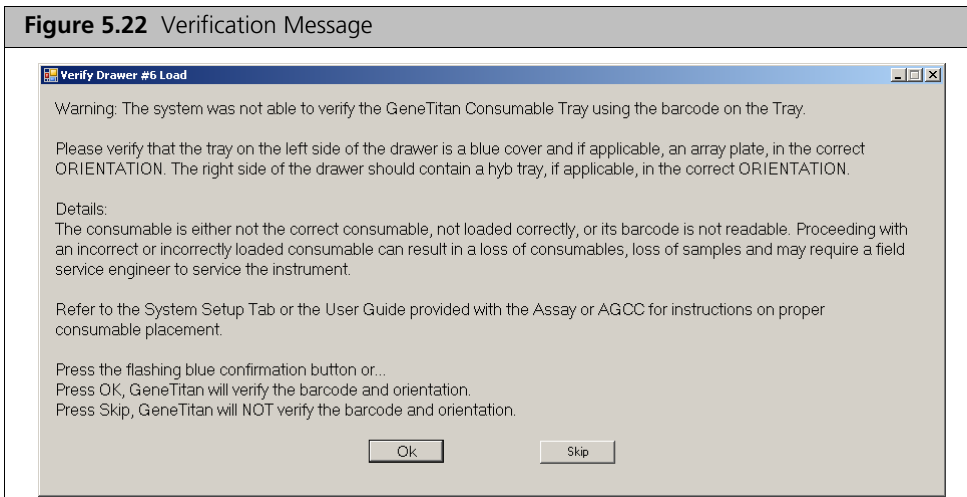 Figure 5.22 Verification Message
Verify Drawer #6 Load
Warning: The system was not able to verify the GeneTitan Consumable Tray using the barcode on the Tray.
Please verify that the tray on the left side of the drawer is a blue cover and if applicable, an array plate, in the correct
ORIENTATION. The right side of the drawer should contain a hyb tray, if applicable, in the correct ORIENTATION.
Details:
The consumable is either not the correct consumable, not loaded correctly, or its barcode is not readable. Proceeding with
an incorrect or incorrectly loaded consumable can result in a loss of consumables, loss of samples and may require a field
service engineer to service the instrument.
Refer to the System Setup Tab or the User Guide provided with the Assay or AGCC for instructions on proper
consumable placement.
Press the flashing blue confirmation button or...
Press OK, GeneTitan will verify the barcode and orientation.
Press Skip, GeneTitan will NOT verify the barcode and orientation.
Ok Skip